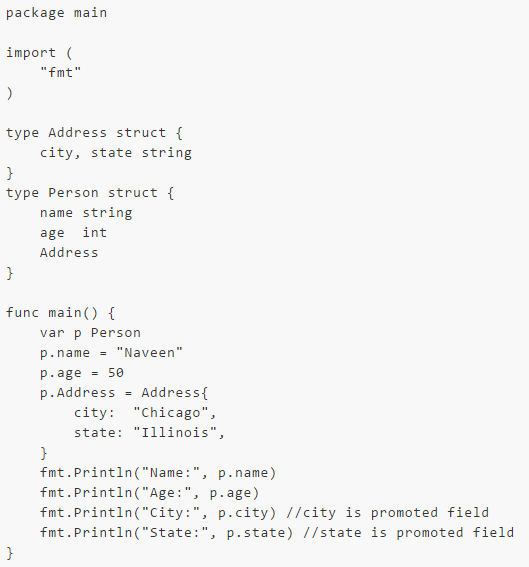 package main

import (
    "fmt"
)

type Address struct {
    city, state string
}
type Person struct {
    name string
    age  int
    Address
}

func main() {
    var p Person
    p.name = "Naveen"
    p.age = 50
    p.Address = Address{
        city:  "Chicago",
        state: "Illinois",
    }
    fmt.Println("Name:", p.name)
    fmt.Println("Age:", p.age)
    fmt.Println("City:", p.city) //city is promoted field
    fmt.Println("State:", p.state) //state is promoted field
}